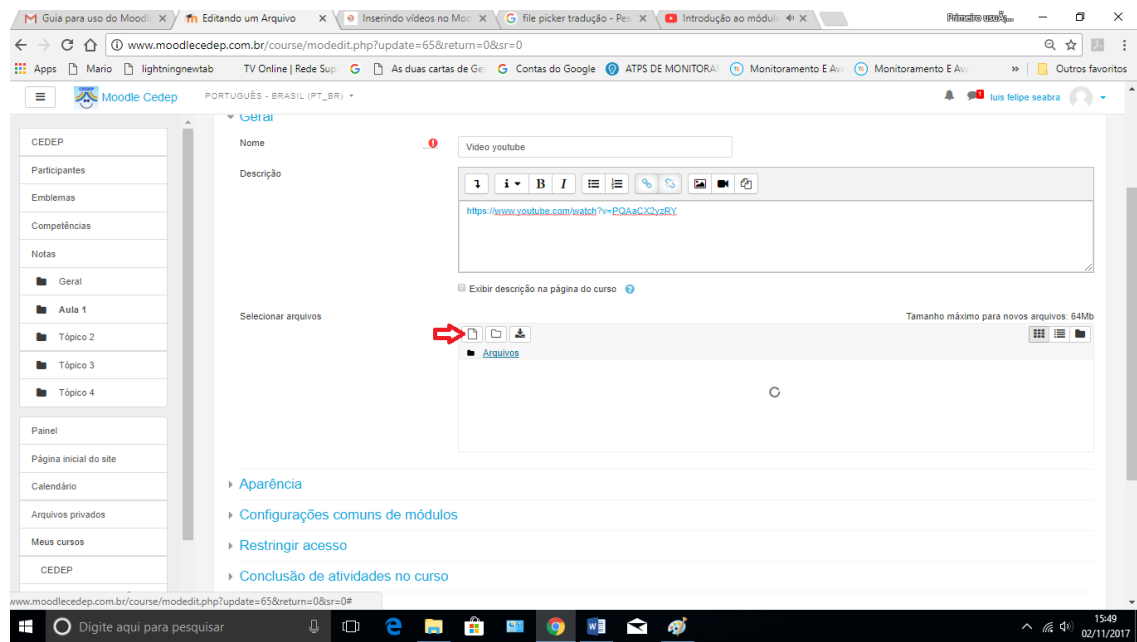 Guia para uso do Moodl
Editando um Arquivo
Inserindo vídeos no Moo
file picker tradução - Pes
Introdução ao módul
www.moodlecedep.com.br/course/modedit.php?update=65&return=0&sr=0
Apps Mario lightningnewtab TV Online | Rede Sup As duas cartas de Ge Contas do Google ATPS DE MONITORA Monitoramento E Av Monitoramento E Av » Outros favoritos
Moodle Cedep PORTUGUÊS - BRASIL (PT_BR) 1 luis felipe seabra
Geral
CEDEP
Participantes
Emblemas
Competências
Notas
Geral
Aula 1
Tópico 2
Tópico 3
Tópico 4
Painel
Página inicial do site
Calendário
Arquivos privados
Meus cursos
CEDEP
Nome
Video youtube
Descrição
i B I
https://www.youtube.com/watch?v=PQAaCX2yzRY
Exibir descrição na página do curso
Selecionar arquivos
Tamanho máximo para novos arquivos: 64Mb
Arquivos
Aparência
Configurações comuns de módulos
Restringir acesso
Conclusão de atividades no curso
www.moodlecedep.com.br/course/modedit.php?update=65&return=0&sr=0#
Digite aqui para pesquisar
15:49
02/11/2017